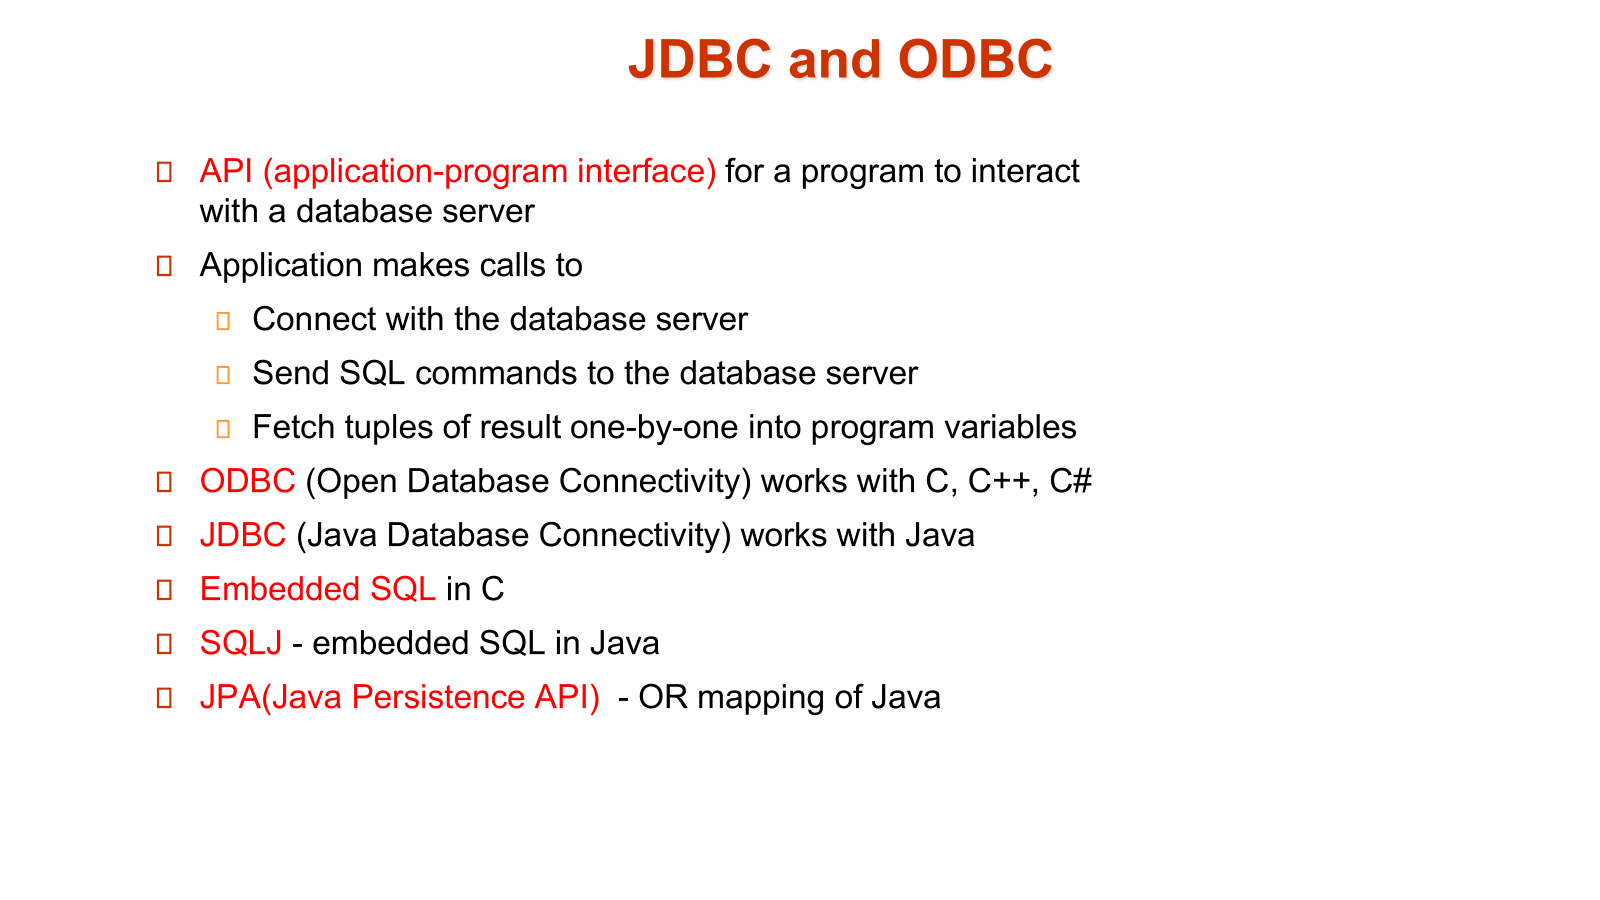 JDBC and ODBC
API (application-program interface) for a program to interact
with a database server
Application makes calls to
Connect with the database server
Send SQL commands to the database server
Fetch tuples of result one-by-one into program variables
ODBC (Open Database Connectivity) works with C, C++, C#
JDBC (Java Database Connectivity) works with Java
Embedded SQL in C
SQLJ - embedded SQL in Java
JPA(Java Persistence API)  - OR mapping of Java